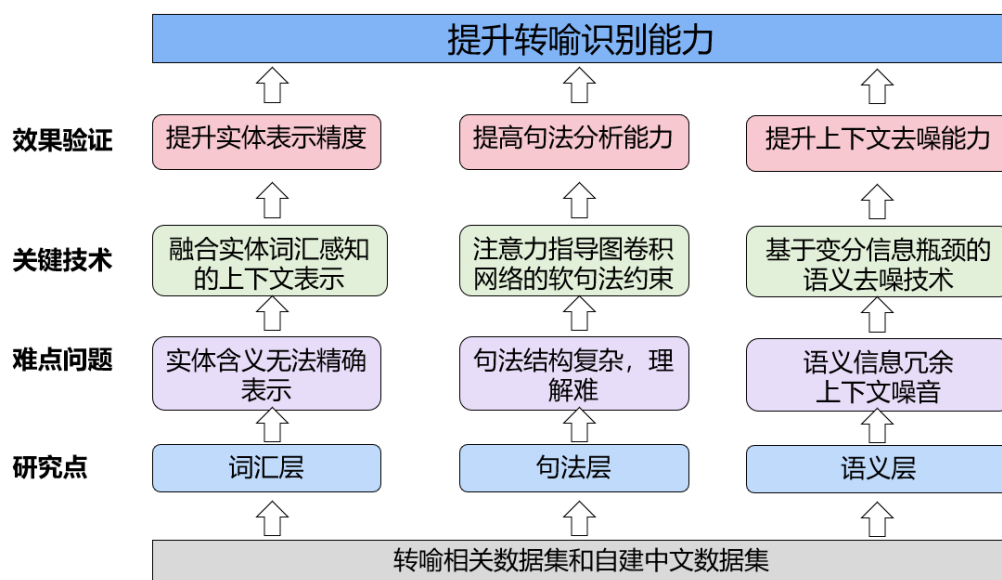 提升转喻识别能力
效果验证
提升实体表示精度
提高句法分析能力
提升上下文去噪能力
关键技术
融合实体词汇感知
的上下文表示
注意力指导图卷积
网络的软句法约束
基于变分信息瓶颈的
语义去噪技术
难点问题
实体含义无法精确
表示
句法结构复杂，理
解难
语义信息冗余
上下文噪音
研究点
词汇层
句法层
语义层
转喻相关数据集和自建中文数据集